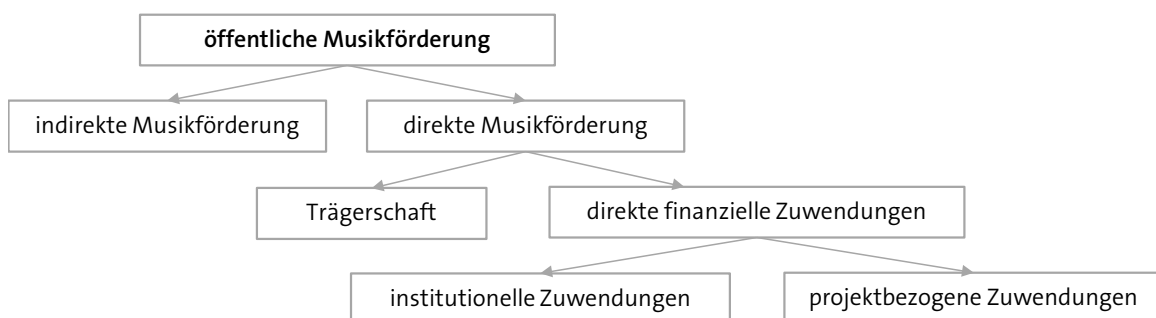 öffentliche Musikförderung
indirekte Musikförderung
direkte Musikförderung
Trägerschaft
direkte finanzielle Zuwendungen
institutionelle Zuwendungen
projektbezogene Zuwendungen